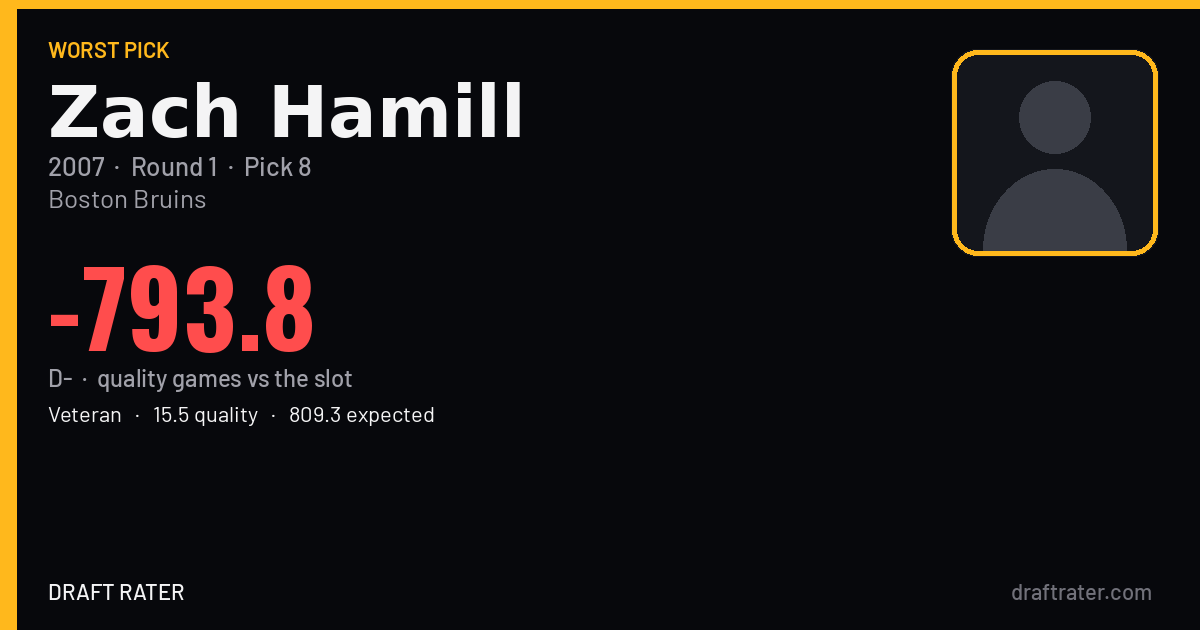 WORST PICK
Zach Hamill
2007 · Round 1 · Pick 8
Boston Bruins
-793.8
D- · quality games vs the slot
Veteran · 15.5 quality · 809.3 expected
DRAFT RATER
draftrater.com